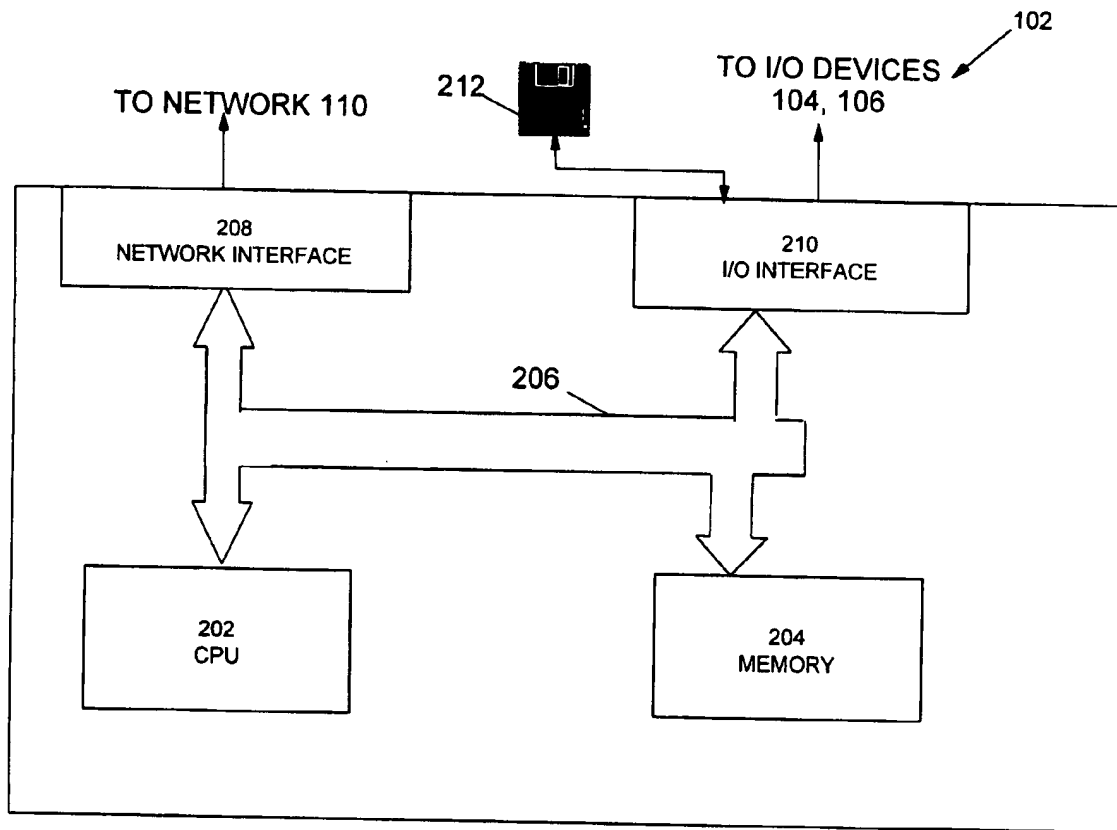 102
TO I/O DEVICES
104, 106
212
TO NETWORK 110
208
NETWORK INTERFACE
210
I/O INTERFACE
206
202
CPU
204
MEMORY